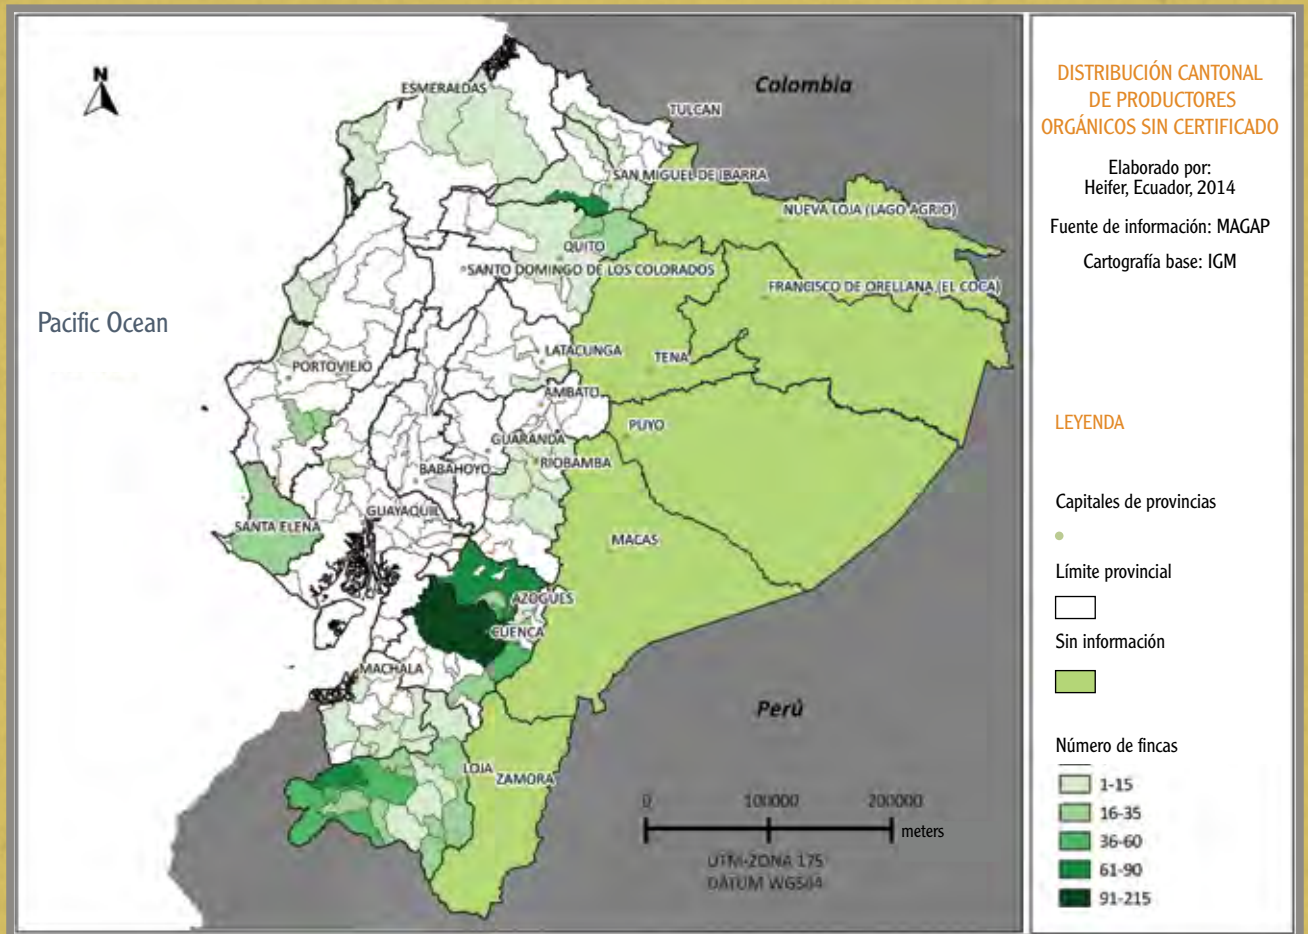 N
Colombia
ESMERALDAS
TULCAN
SAN MIGUEL DE IBARRA
NUEVA LOJA (LAGO AGRIO)
QUITO
SANTO DOMINGO DE LOS COLORADOS
FRANCISCO DE ORELLANA (EL COCA)
Pacific Ocean
LATACUNGA
TENA
PORTOVIEJO
AMBATO
PUYO
GUARANDA
RIOBAMBA
BABAHOYO
SANTA ELENA
GUAYAQUIL
MACAS
AZOGUES
CUENCA
MACHALA
Perú
LOJA
ZAMORA
0 100000 200000
meters
UTM-ZONA 17S
DATUM WGS84
DISTRIBUCIÓN CANTONAL
DE PRODUCTORES
ORGÁNICOS SIN CERTIFICADO
Elaborado por:
Heifer, Ecuador, 2014
Fuente de información: MAGAP
Cartografía base: IGM
LEYENDA
Capitales de provincias
Límite provincial
Sin información
Número de fincas
1-15
16-35
36-60
61-90
91-215